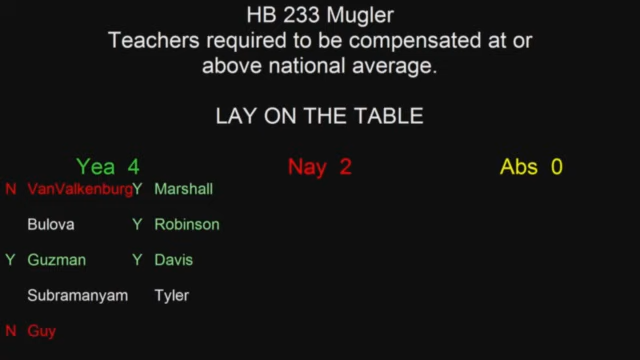 HB 233 Mugler
Teachers required to be compensated at or
above national average.
LAY ON THE TABLE
Yea 4 Nay 2 Abs 0
N VanValkenburg Y Marshall
Bulova Y Robinson
Y Guzman Y Davis
Subramanyam Tyler
N Guy